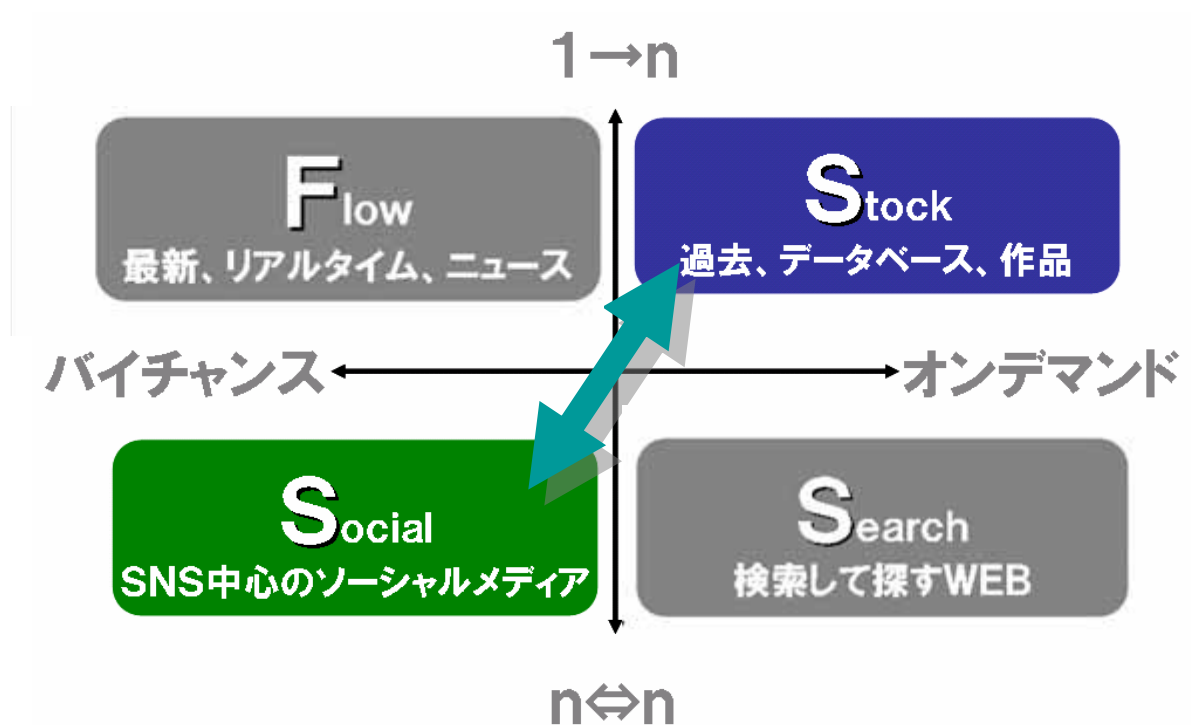 1→n
Flow
最新、リアルタイム、ニュース
Stock
過去、データベース、作品
バイチャンス
オンデマンド
Social
SNS中心のソーシャルメディア
Search
検索して探すWEB
n⇔n